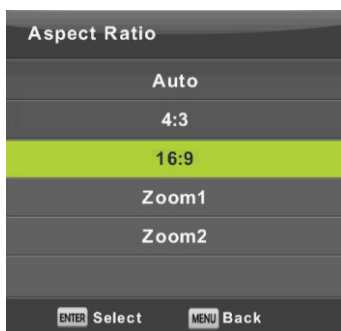 Aspect Ratio
Auto
4:3
16:9
Zoom1
Zoom2
ENTER Select MENU Back